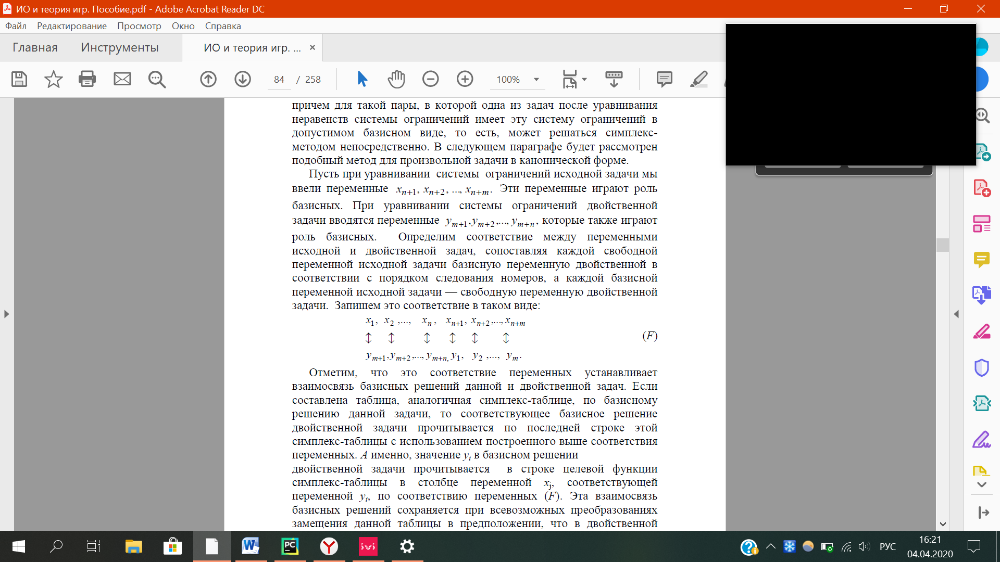 ИО и теория игр. Пособие.pdf - Adobe Acrobat Reader DC
Файл Редактирование Просмотр Окно Справка
Главная Инструменты ИО и теория игр. ... ×
84 / 258 100%
причем для такой пары, в которой одна из задач после уравнивания
неравенств системы ограничений имеет эту систему ограничений в
допустимом базисном виде, то есть, может решаться симплекс-
методом непосредственно. В следующем параграфе будет рассмотрен
подобный метод для произвольной задачи в канонической форме.
Пусть при уравнивании системы ограничений исходной задачи мы
ввели переменные x_{n+1}, x_{n+2}, ..., x_{n+m}. Эти переменные играют роль
базисных. При уравнивании системы ограничений двойственной
задачи вводятся переменные y_{m+1}, y_{m+2}, ..., y_{m+n}, которые также играют
роль базисных. Определим соответствие между переменными
исходной и двойственной задач, сопоставляя каждой свободной
переменной исходной задачи базисную переменную двойственной в
соответствии с порядком следования номеров, а каждой базисной
переменной исходной задачи — свободную переменную двойственной
задачи. Запишем это соответствие в таком виде:
x_1, x_2 ,..., x_n , x_{n+1}, x_{n+2},..., x_{n+m}
↕ ↕ ↕ ↕ ↕ ↕ (F)
y_{m+1}, y_{m+2},..., y_{m+n}, y_1, y_2 ,..., y_m.
Отметим, что это соответствие переменных устанавливает
взаимосвязь базисных решений данной и двойственной задач. Если
составлена таблица, аналогичная симплекс-таблице, по базисному
решению данной задачи, то соответствующее базисное решение
двойственной задачи прочитывается по последней строке этой
симплекс-таблицы с использованием построенного выше соответствия
переменных. А именно, значение y_i в базисном решении
двойственной задачи прочитывается в строке целевой функции
симплекс-таблицы в столбце переменной x_j, соответствующей
переменной y_i, по соответствию переменных (F). Эта взаимосвязь
базисных решений сохраняется при всевозможных преобразованиях
замещения данной таблицы в предположении, что в двойственной
W PC Y ivi РУС 16:21
04.04.2020